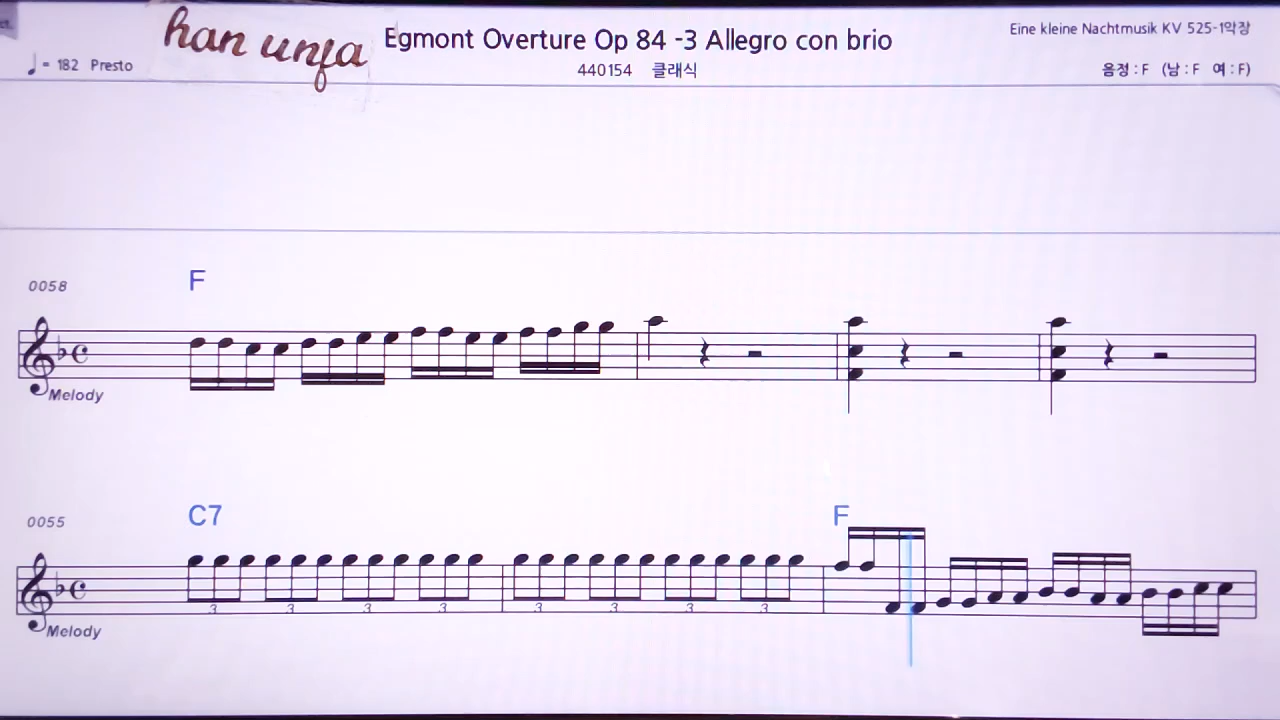 han unfa Egmont Overture Op 84 -3 Allegro con brio Eine kleine Nachtmusik KV 525-1악장
= 182 Presto 440154 클래식 음정 : F (남 : F 여 : F)
0058 F
Melody
0055 C7 F
3 3 3 3 3 3 3 3
Melody